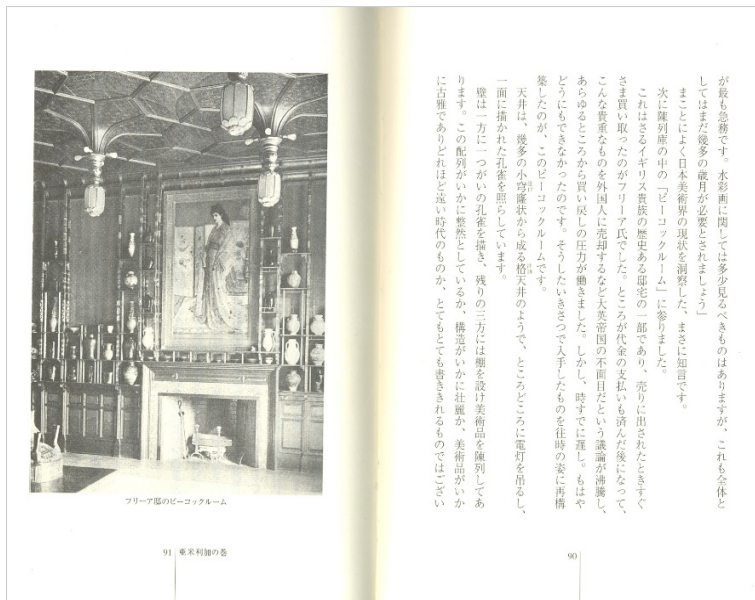 が最も急務です。水彩画に関しては多少見るべきものはありますが、これも全体と
してはまだ幾多の歳月が必要とされましょう」
まことによく日本美術界の現状を洞察した、まさに知言です。
次に陳列庫の中の「ピーコックルーム」に参りました。
これはさるイギリス貴族の歴史ある邸宅の一部であり、売りに出されたときすぐ
さま買い取ったのがフリーア氏でした。ところが代金の支払いも済んだ後になって、
こんな貴重なものを外国人に売却するなど大英帝国の不面目だという議論が沸騰し、
あらゆるところから買い戻しの圧力が働きました。しかし、時すでに遅し。もはや
どうにもできなかったのです。そうしたいきさつで入手したものを往時の姿に再構
築したのが、このピーコックルームです。
天井は、幾多の小穹窿状から成る格天井のようで、ところどころに電灯を吊るし、
一面に描かれた孔雀を照らしています。
壁は一方に一つがいの孔雀を描き、残りの三方には棚を設け美術品を陳列してあ
ります。この配列がいかに整然としているか、構造がいかに壮麗か、美術品がいか
に古雅でありどれほど遠い時代のものか、とてもとても書ききれるものではござい
90
フリーア邸のピーコックルーム
91 亜米利加の巻